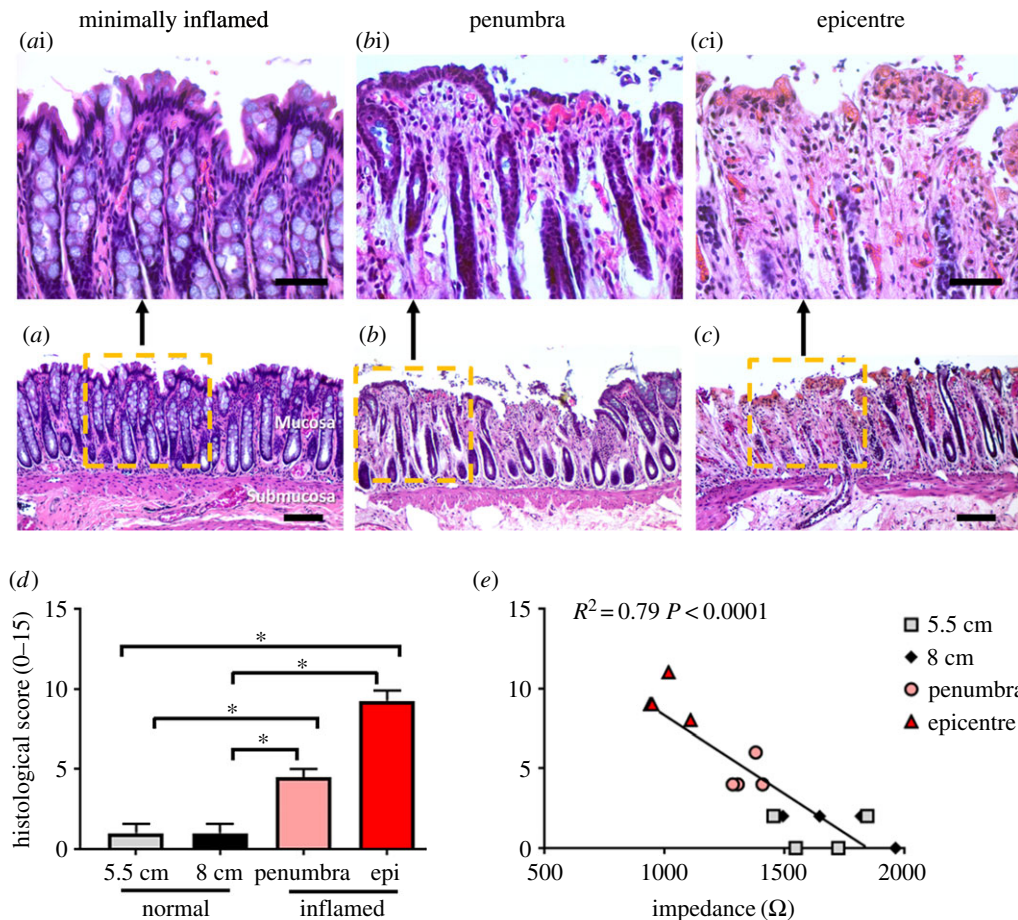 minimally inflamed
penumbra
epicentre
(ai)
(bi)
(ci)
(a)
(b)
(c)
Mucosa
Submucosa
(d)
(e)
histological score (0–15)
15
10
5
0
*
*
*
*
5.5 cm
8 cm
penumbra
epi
normal
inflamed
R² = 0.79 P < 0.0001
15
10
5
0
500
1000
1500
2000
impedance (Ω)
5.5 cm
8 cm
penumbra
epicentre